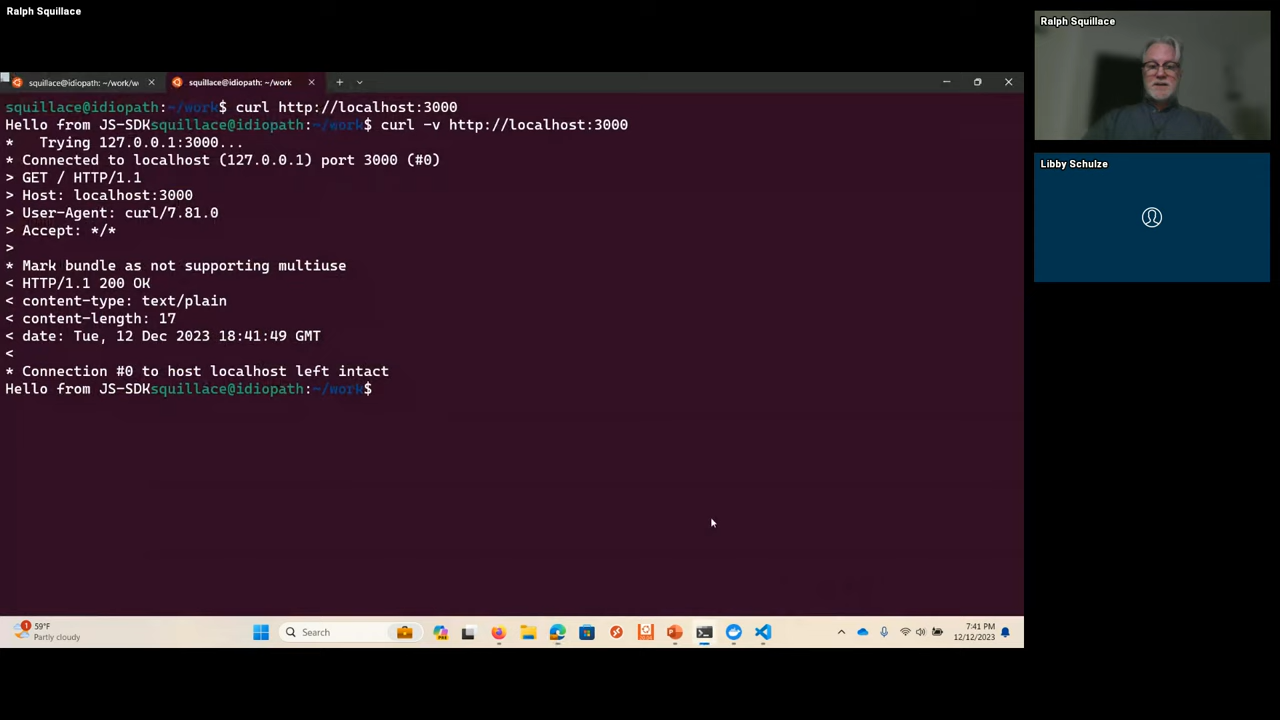 Ralph Squillace
Ralph Squillace
Libby Schulze
squillace@idiopath: ~/work/w
squillace@idiopath: ~/work
squillace@idiopath:~/work$ curl http://localhost:3000
Hello from JS-SDKsquillace@idiopath:~/work$ curl -v http://localhost:3000
*   Trying 127.0.0.1:3000...
* Connected to localhost (127.0.0.1) port 3000 (#0)
> GET / HTTP/1.1
> Host: localhost:3000
> User-Agent: curl/7.81.0
> Accept: */*
>
* Mark bundle as not supporting multiuse
< HTTP/1.1 200 OK
< content-type: text/plain
< content-length: 17
< date: Tue, 12 Dec 2023 18:41:49 GMT
<
* Connection #0 to host localhost left intact
Hello from JS-SDKsquillace@idiopath:~/work$
1
59°F
Partly cloudy
Search
7:41 PM
12/12/2023